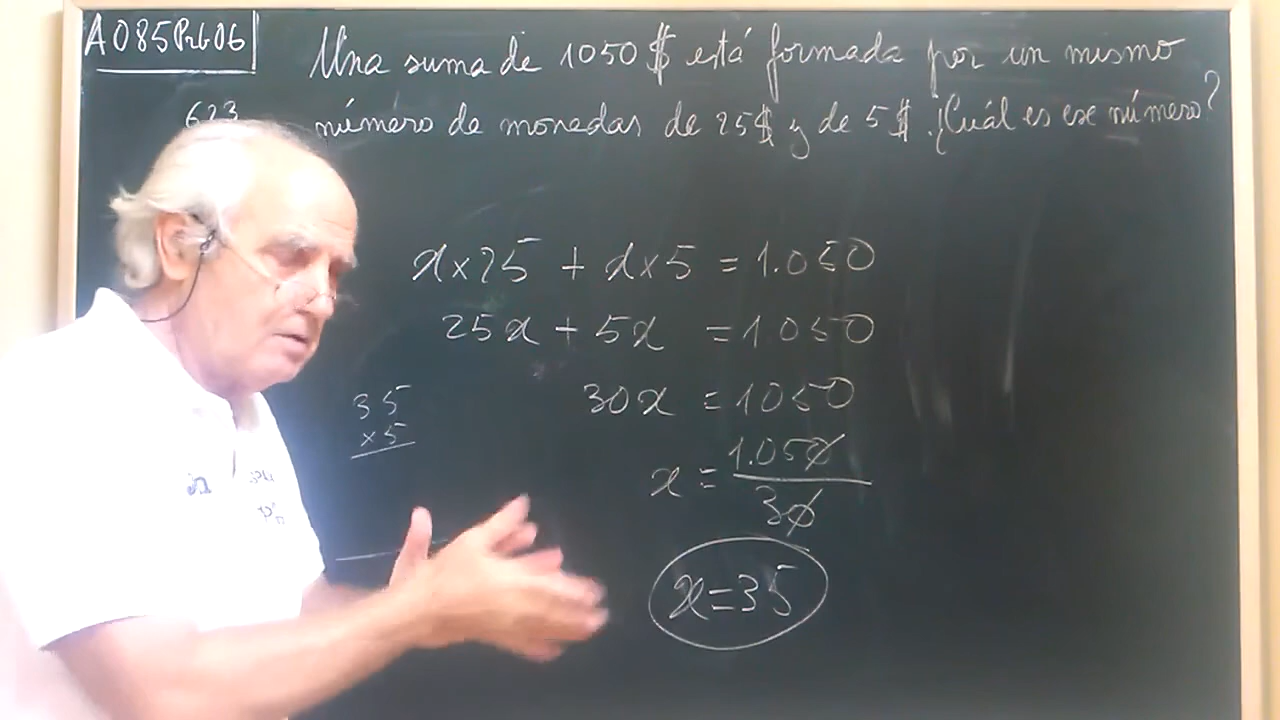 A085Prb06
Una suma de 1050 $ está formada por un mismo
623
número de monedas de 25$ y de 5$. ¿Cuál es ese número?
x×25 + x×5 = 1.050
25x + 5x = 1050
30x = 1050
35
×5
x = 1.050
30
x=35